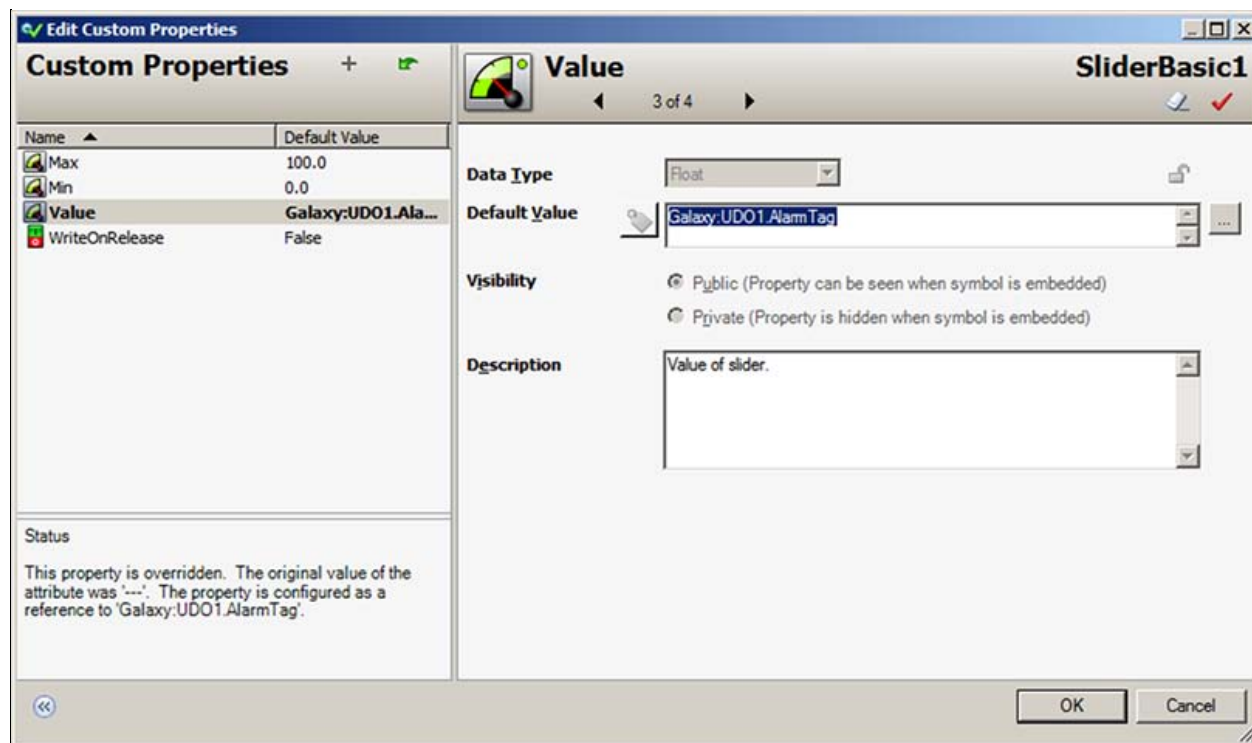 Edit Custom Properties
Custom Properties
Value
SliderBasic1
3 of 4
Name Default Value
Max 100.0
Min 0.0
Value Galaxy:UDO1.Ala...
WriteOnRelease False
Data Type Float
Default Value Galaxy:UDO1.AlarmTag ...
Visibility Public (Property can be seen when symbol is embedded)
Private (Property is hidden when symbol is embedded)
Description Value of slider.
Status
This property is overridden. The original value of the
attribute was '---'. The property is configured as a
reference to 'Galaxy:UDO1.AlarmTag'.
OK Cancel